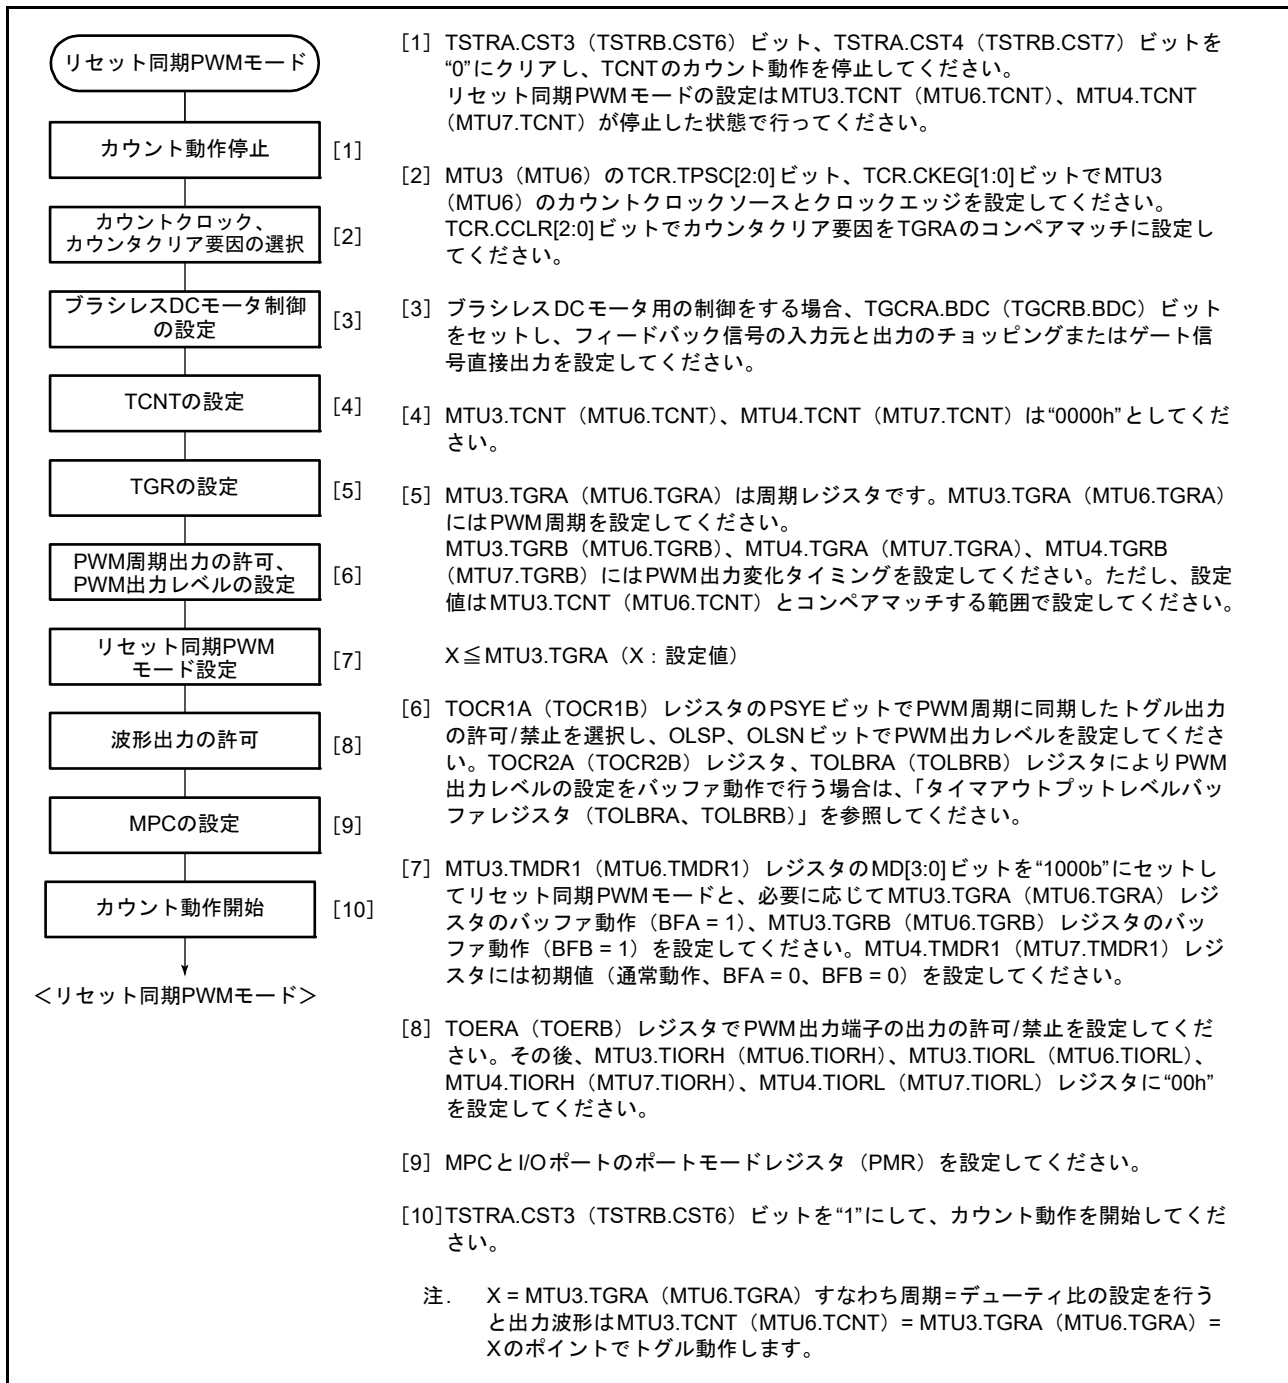 リセット同期PWMモード
カウント動作停止 [1]
カウントクロック、
カウンタクリア要因の選択 [2]
ブラシレスDCモータ制御
の設定 [3]
TCNTの設定 [4]
TGRの設定 [5]
PWM周期出力の許可、
PWM出力レベルの設定 [6]
リセット同期PWM
モード設定 [7]
波形出力の許可 [8]
MPCの設定 [9]
カウント動作開始 [10]
＜リセット同期PWMモード＞
[1] TSTRA.CST3（TSTRB.CST6）ビット、TSTRA.CST4（TSTRB.CST7）ビットを
“0”にクリアし、TCNTのカウント動作を停止してください。
リセット同期PWMモードの設定はMTU3.TCNT（MTU6.TCNT）、MTU4.TCNT
（MTU7.TCNT）が停止した状態で行ってください。
[2] MTU3（MTU6）のTCR.TPSC[2:0]ビット、TCR.CKEG[1:0]ビットでMTU3
（MTU6）のカウントクロックソースとクロックエッジを設定してください。
TCR.CCLR[2:0]ビットでカウンタクリア要因をTGRAのコンペアマッチに設定し
てください。
[3] ブラシレスDCモータ用の制御をする場合、TGCRA.BDC（TGCRB.BDC）ビット
をセットし、フィードバック信号の入力元と出力のチョッピングまたはゲート信
号直接出力を設定してください。
[4] MTU3.TCNT（MTU6.TCNT）、MTU4.TCNT（MTU7.TCNT）は“0000h”としてくだ
さい。
[5] MTU3.TGRA（MTU6.TGRA）は周期レジスタです。MTU3.TGRA（MTU6.TGRA）
にはPWM周期を設定してください。
MTU3.TGRB（MTU6.TGRB）、MTU4.TGRA（MTU7.TGRA）、MTU4.TGRB
（MTU7.TGRB）にはPWM出力変化タイミングを設定してください。ただし、設定
値はMTU3.TCNT（MTU6.TCNT）とコンペアマッチする範囲で設定してください。
X≦MTU3.TGRA（X：設定値）
[6] TOCR1A（TOCR1B）レジスタのPSYEビットでPWM周期に同期したトグル出力
の許可/禁止を選択し、OLSP、OLSNビットでPWM出力レベルを設定してくださ
い。TOCR2A（TOCR2B）レジスタ、TOLBRA（TOLBRB）レジスタによりPWM
出力レベルの設定をバッファ動作で行う場合は、「タイマアウトプットレベルバッ
ファレジスタ（TOLBRA、TOLBRB）」を参照してください。
[7] MTU3.TMDR1（MTU6.TMDR1）レジスタのMD[3:0]ビットを“1000b”にセットし
てリセット同期PWMモードと、必要に応じてMTU3.TGRA（MTU6.TGRA）レジ
スタのバッファ動作（BFA = 1）、MTU3.TGRB（MTU6.TGRB）レジスタのバッ
ファ動作（BFB = 1）を設定してください。MTU4.TMDR1（MTU7.TMDR1）レジ
スタには初期値（通常動作、BFA = 0、BFB = 0）を設定してください。
[8] TOERA（TOERB）レジスタでPWM出力端子の出力の許可/禁止を設定してくだ
さい。その後、MTU3.TIORH（MTU6.TIORH）、MTU3.TIORL（MTU6.TIORL）、
MTU4.TIORH（MTU7.TIORH）、MTU4.TIORL（MTU7.TIORL）レジスタに“00h”
を設定してください。
[9] MPCとI/Oポートのポートモードレジスタ（PMR）を設定してください。
[10]TSTRA.CST3（TSTRB.CST6）ビットを“1”にして、カウント動作を開始してくだ
さい。
注. X = MTU3.TGRA（MTU6.TGRA）すなわち周期=デューティ比の設定を行う
と出力波形はMTU3.TCNT（MTU6.TCNT）= MTU3.TGRA（MTU6.TGRA）=
Xのポイントでトグル動作します。